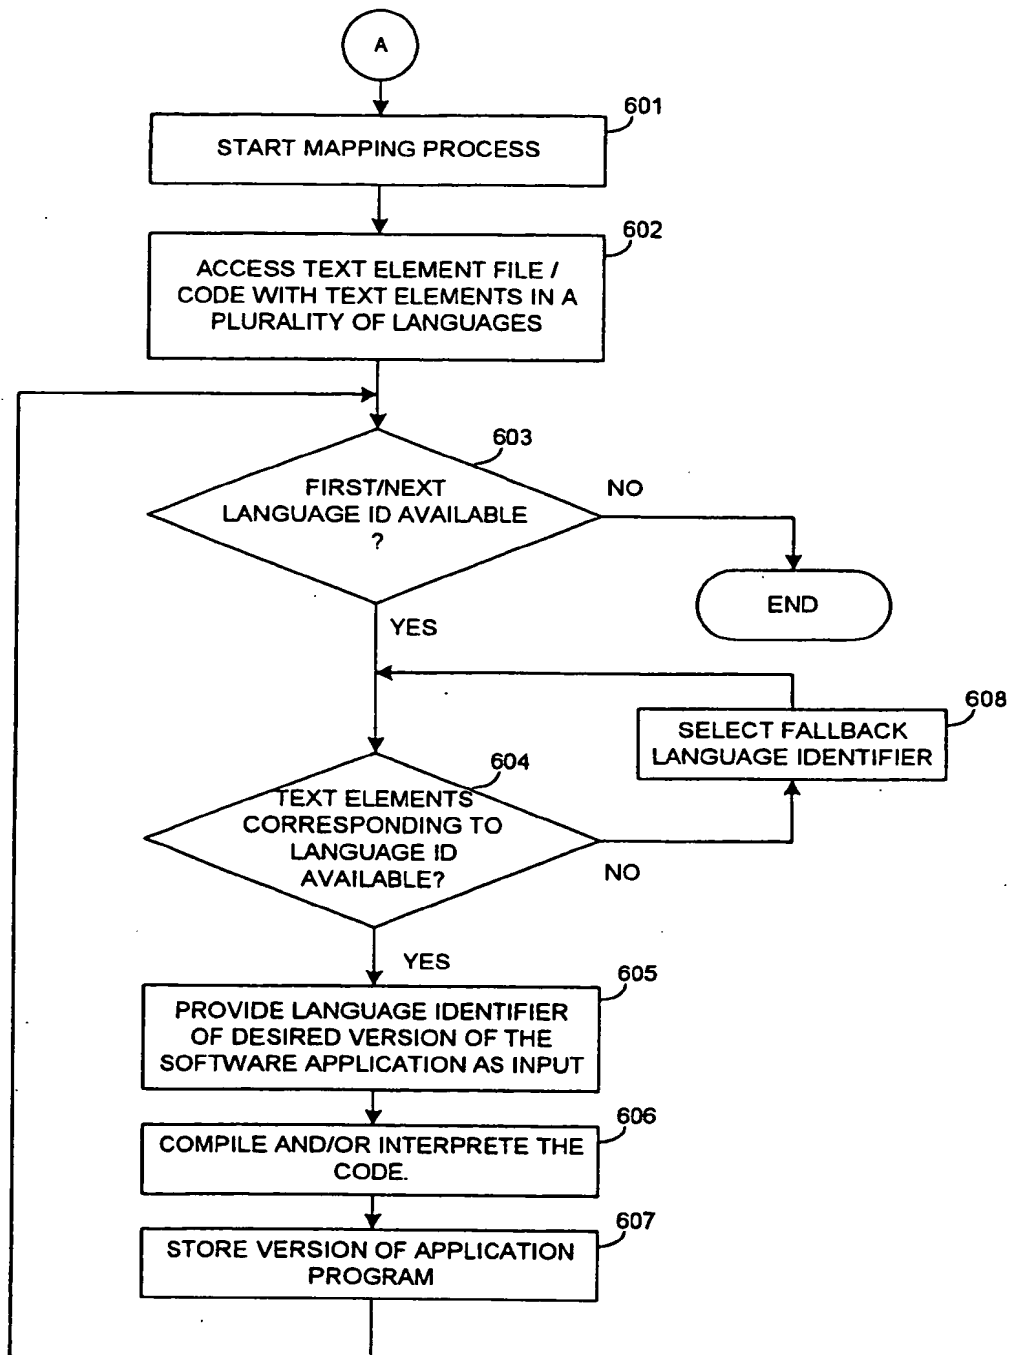 A
601
START MAPPING PROCESS
602
ACCESS TEXT ELEMENT FILE /
CODE WITH TEXT ELEMENTS IN A
PLURALITY OF LANGUAGES
603
FIRST/NEXT
LANGUAGE ID AVAILABLE
?
NO
END
YES
608
SELECT FALLBACK
LANGUAGE IDENTIFIER
604
TEXT ELEMENTS
CORRESPONDING TO
LANGUAGE ID
AVAILABLE?
NO
YES
605
PROVIDE LANGUAGE IDENTIFIER
OF DESIRED VERSION OF THE
SOFTWARE APPLICATION AS INPUT
606
COMPILE AND/OR INTERPRETE THE
CODE.
607
STORE VERSION OF APPLICATION
PROGRAM